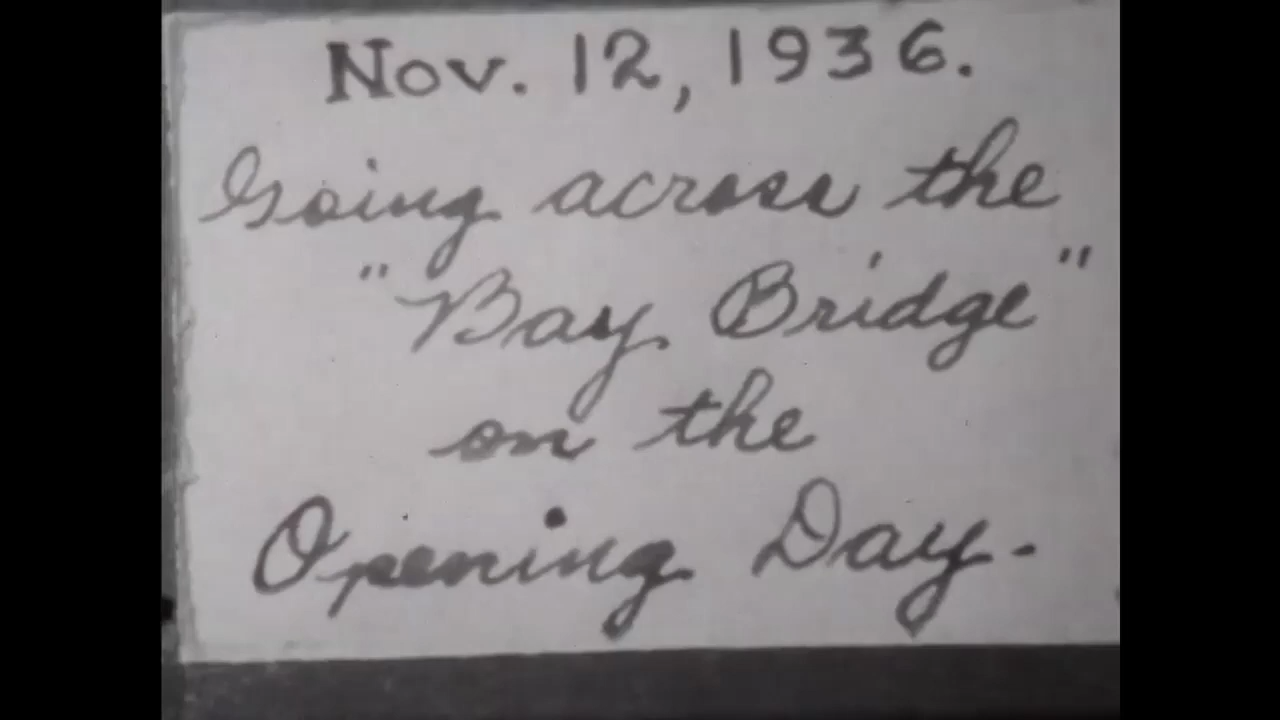 Nov. 12, 1936.
Going across the
"Bay Bridge"
on the
Opening Day.